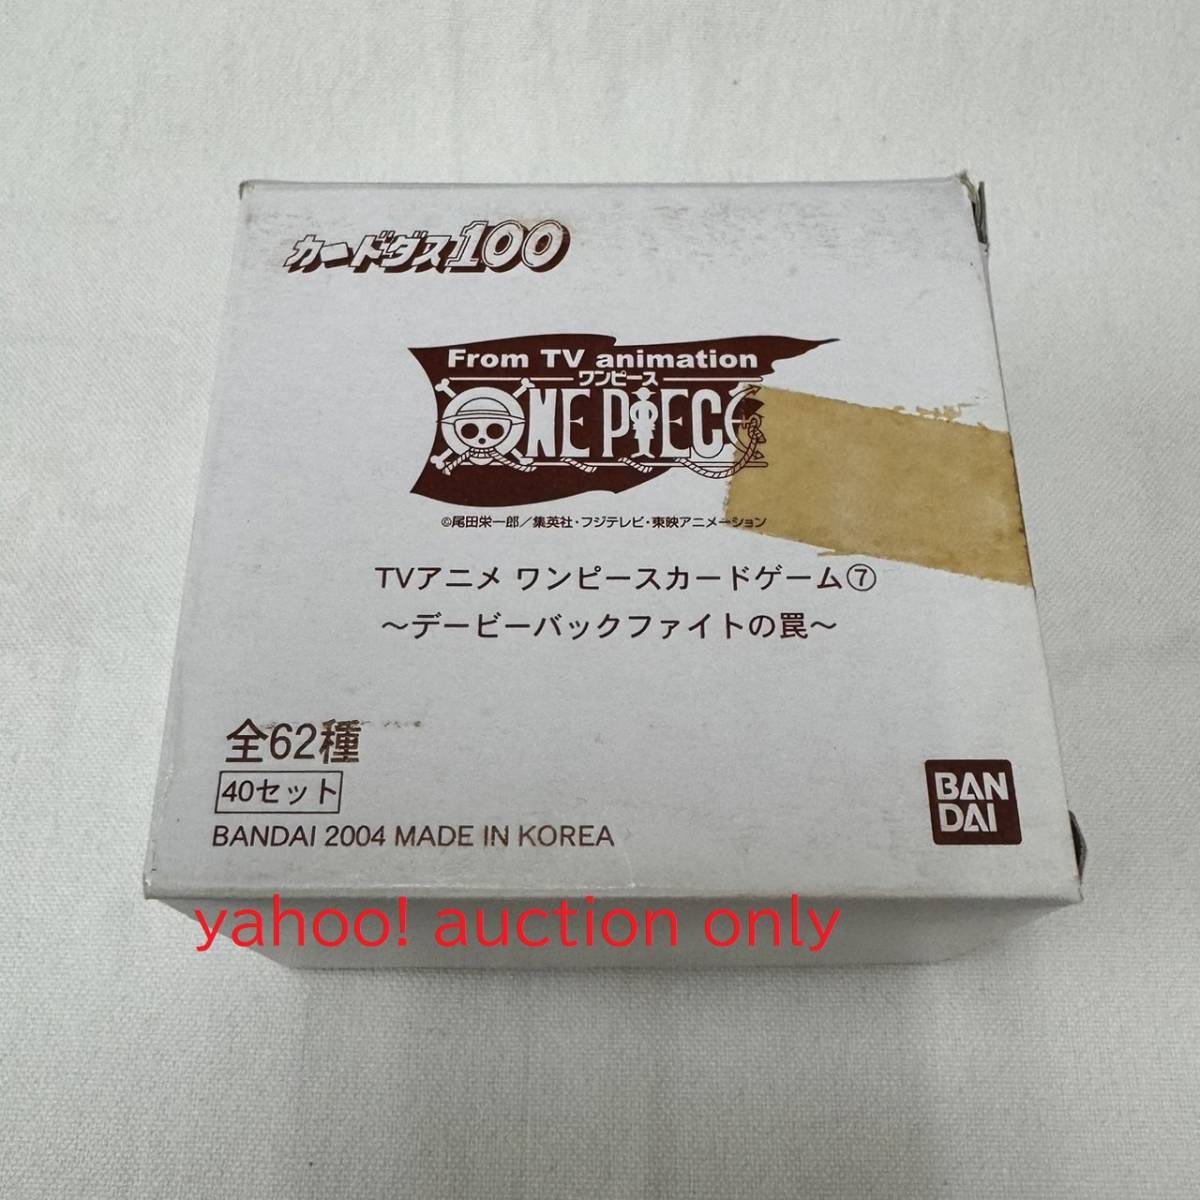 カードダス100
From TV animation
ワンピース
ONE PIECE
©尾田栄一郎／集英社・フジテレビ・東映アニメーション
TVアニメ ワンピースカードゲーム⑦
～デービーバックファイトの罠～
全62種
40セット
BANDAI 2004 MADE IN KOREA
BAN
DAI
yahoo! auction only